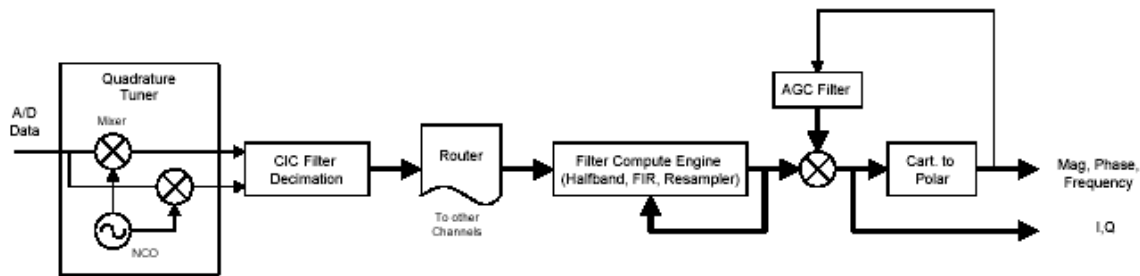 Quadrature
Tuner
A/D
Data
Mixer
NCO
CIC Filter
Decimation
Router
To other
Channels
Filter Compute Engine
(Halfband, FIR, Resampler)
AGC Filter
Cart. to
Polar
Mag, Phase,
Frequency
I,Q